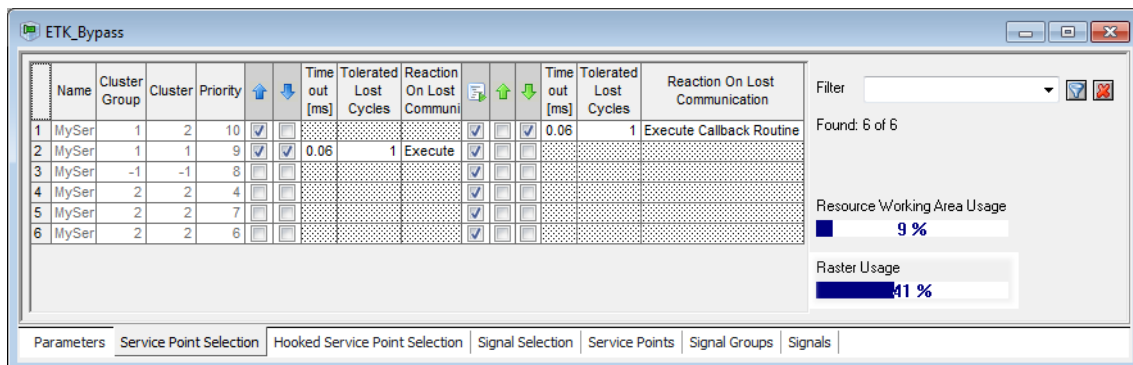 ETK_Bypass
Name Cluster Group Cluster Priority Time out [ms] Tolerated Lost Cycles Reaction On Lost Communi Time out [ms] Tolerated Lost Cycles Reaction On Lost Communication
1 MySer 1 2 10 0.06 1 Execute Callback Routine
2 MySer 1 1 9 0.06 1 Execute
3 MySer -1 -1 8
4 MySer 2 2 4
5 MySer 2 2 7
6 MySer 2 2 6
Filter
Found: 6 of 6
Resource Working Area Usage
9 %
Raster Usage
41 %
Parameters Service Point Selection Hooked Service Point Selection Signal Selection Service Points Signal Groups Signals